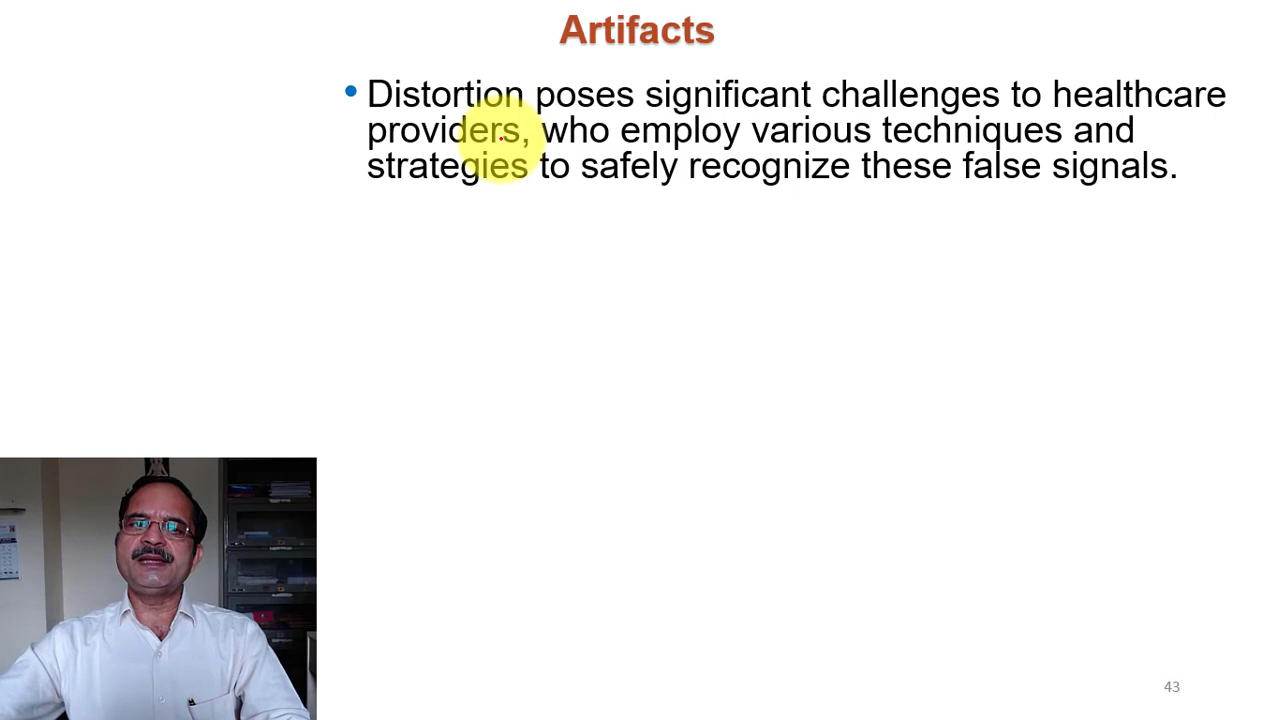 Artifacts
• Distortion poses significant challenges to healthcare
providers, who employ various techniques and
strategies to safely recognize these false signals.
43